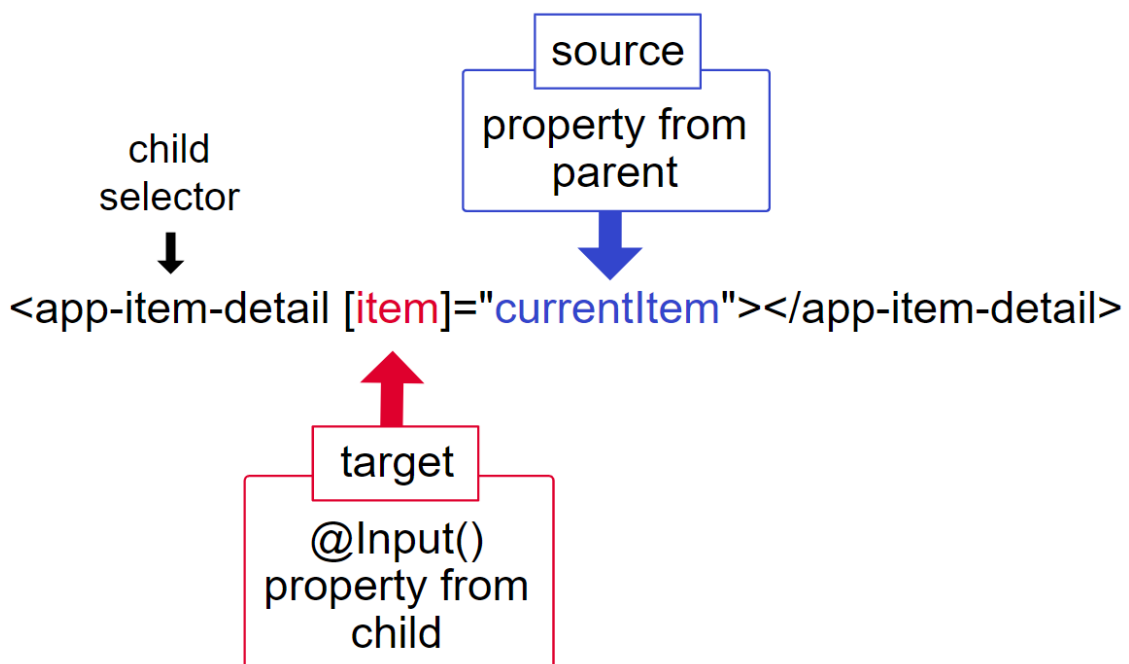 source
property from
parent
child
selector
<app-item-detail [item]="currentItem"></app-item-detail>
target
@Input()
property from
child